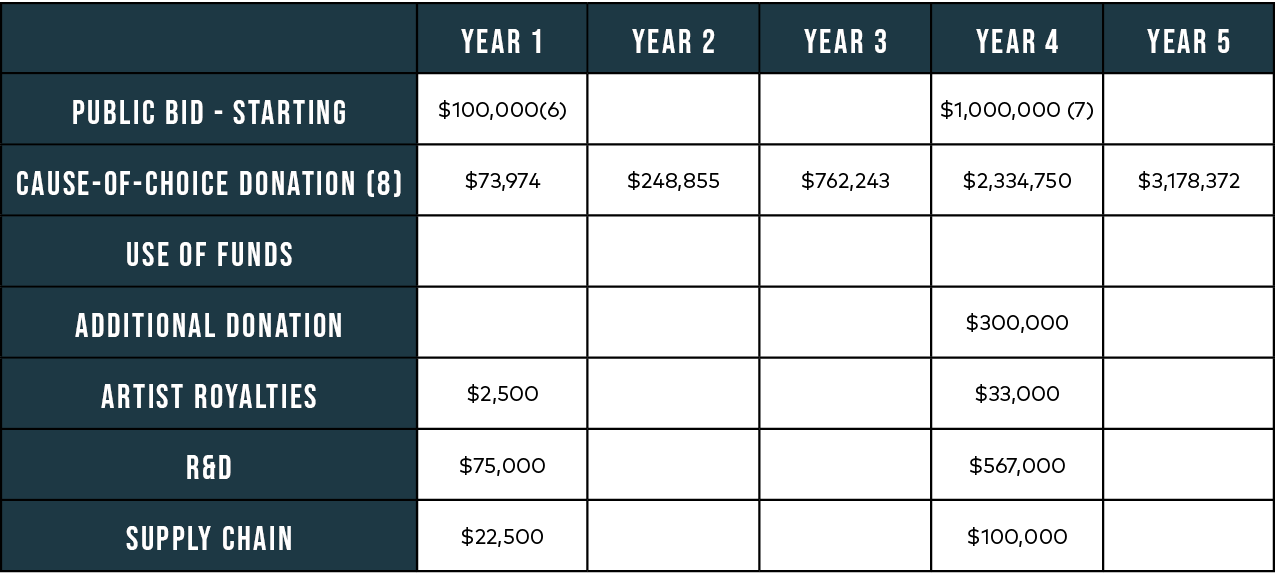 YEAR 1 YEAR 2 YEAR 3 YEAR 4 YEAR 5
PUBLIC BID - STARTING $100,000(6) $1,000,000 (7)
CAUSE-OF-CHOICE DONATION (8) $73,974 $248,855 $762,243 $2,334,750 $3,178,372
USE OF FUNDS
ADDITIONAL DONATION $300,000
ARTIST ROYALTIES $2,500 $33,000
R&D $75,000 $567,000
SUPPLY CHAIN $22,500 $100,000